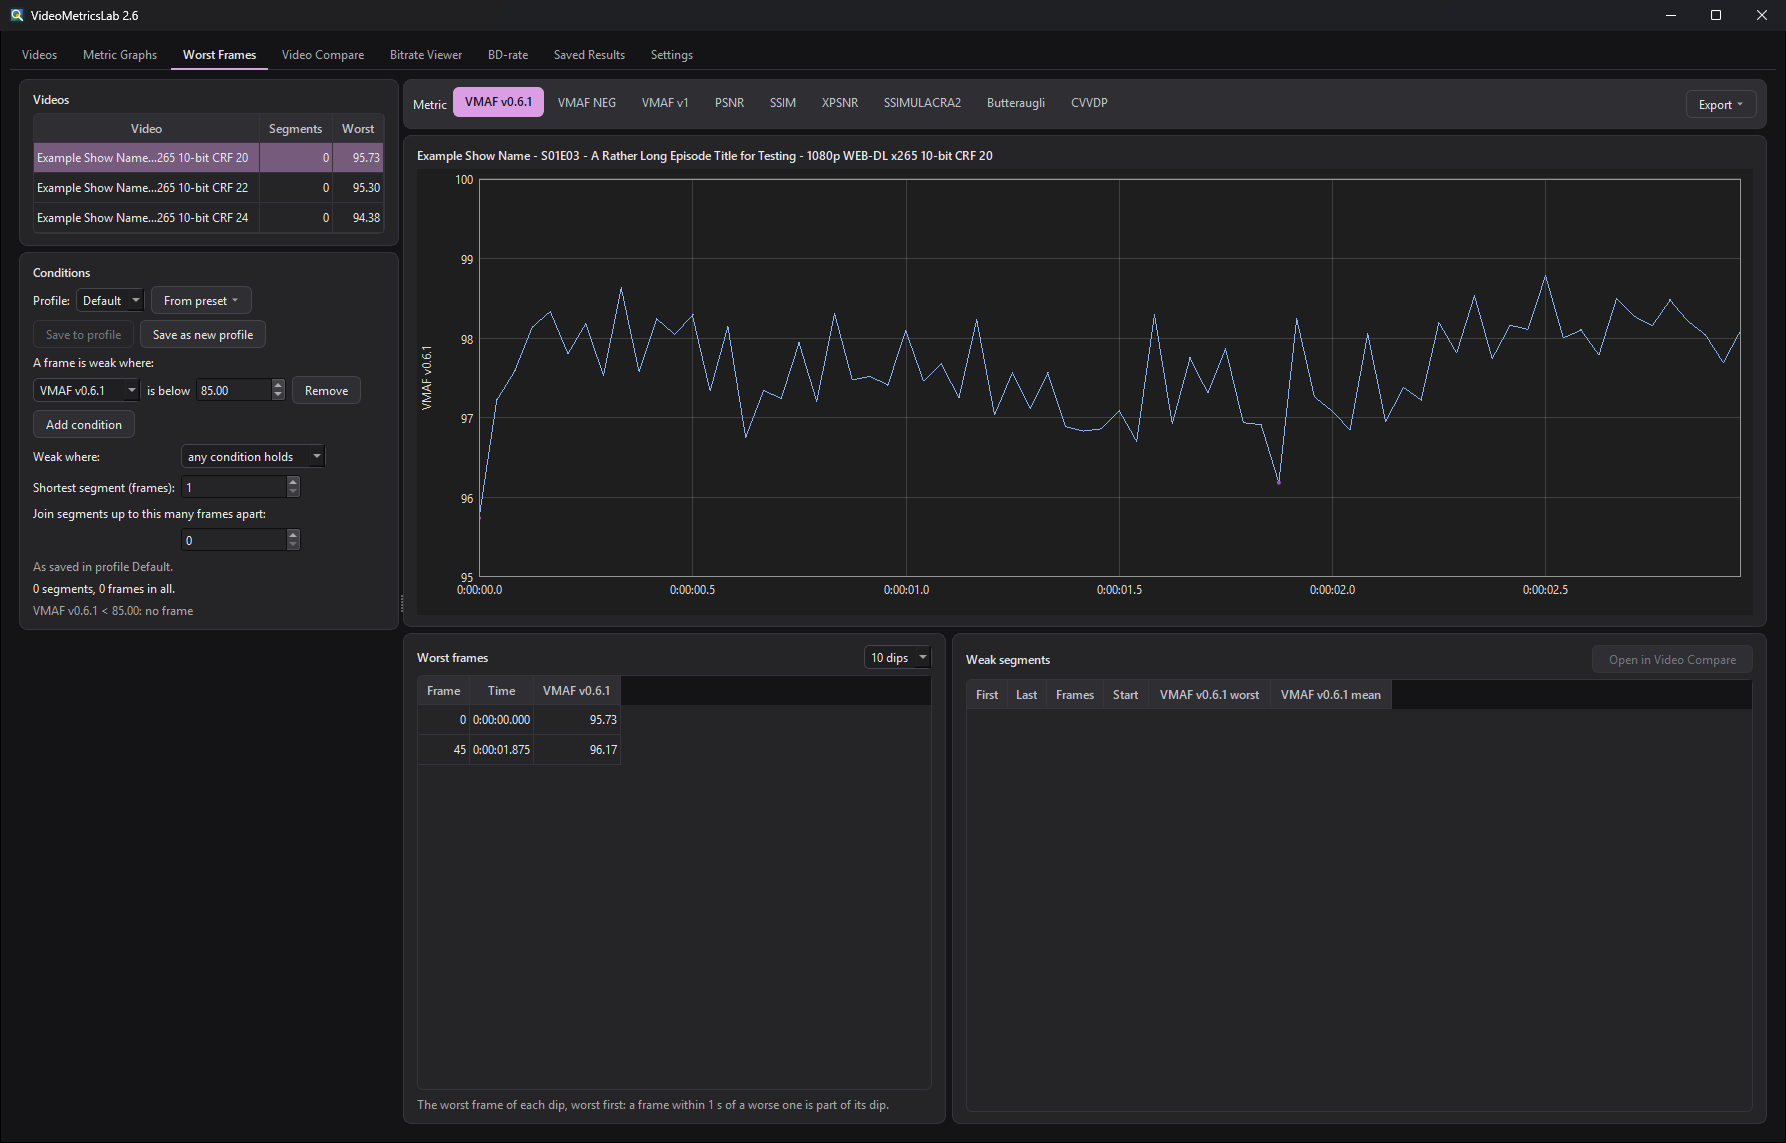 VideoMetricsLab 2.6
Videos Metric Graphs Worst Frames Video Compare Bitrate Viewer BD-rate Saved Results Settings
Videos
Video Segments Worst
Example Show Name...265 10-bit CRF 20 0 95.73
Example Show Name...265 10-bit CRF 22 0 95.30
Example Show Name...265 10-bit CRF 24 0 94.38
Conditions
Profile: Default From preset
Save to profile Save as new profile
A frame is weak where:
VMAF v0.6.1 is below 85.00 Remove
Add condition
Weak where: any condition holds
Shortest segment (frames): 1
Join segments up to this many frames apart:
0
As saved in profile Default.
0 segments, 0 frames in all.
VMAF v0.6.1 < 85.00: no frame
Metric VMAF v0.6.1 VMAF NEG VMAF v1 PSNR SSIM XPSNR SSIMULACRA2 Butteraugli CVVDP Export
Example Show Name - S01E03 - A Rather Long Episode Title for Testing - 1080p WEB-DL x265 10-bit CRF 20
100
99
98
97
96
95
VMAF v0.6.1
0:00:00.0 0:00:00.5 0:00:01.0 0:00:01.5 0:00:02.0 0:00:02.5
Worst frames 10 dips
Frame Time VMAF v0.6.1
0 0:00:00.000 95.73
45 0:00:01.875 96.17
The worst frame of each dip, worst first: a frame within 1 s of a worse one is part of its dip.
Weak segments Open in Video Compare
First Last Frames Start VMAF v0.6.1 worst VMAF v0.6.1 mean